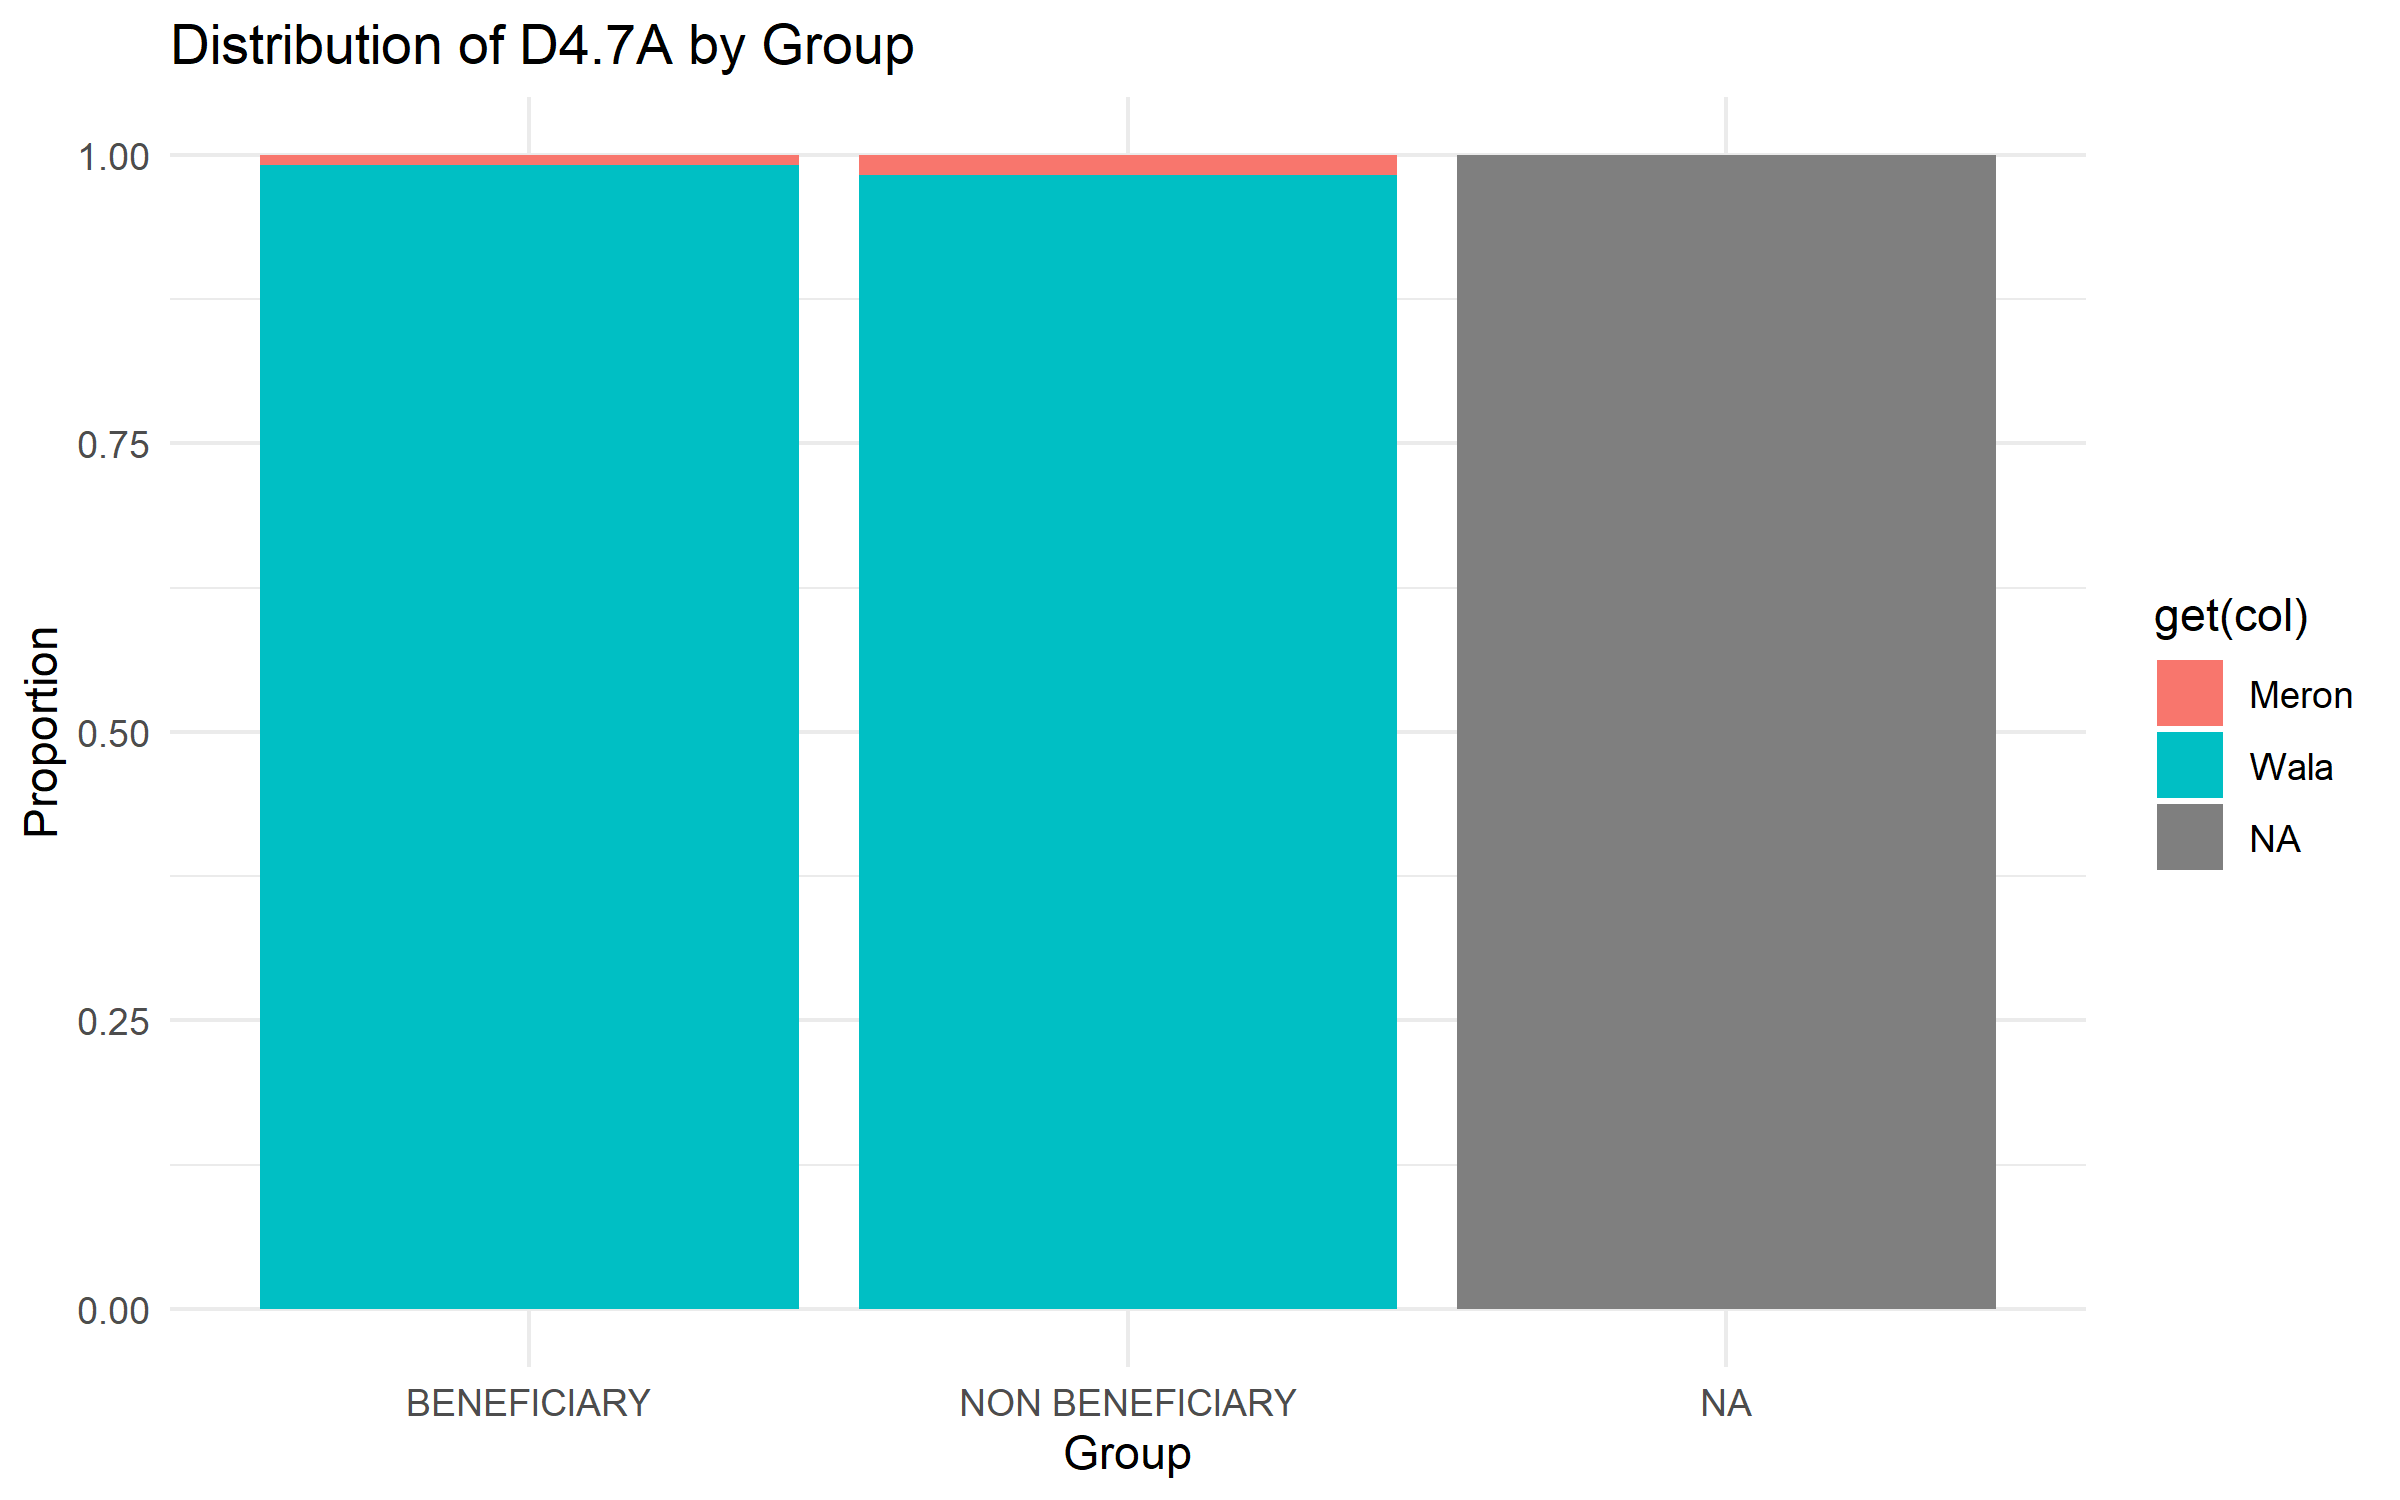 Distribution of D4.7A by Group
1.00
0.75
0.50
0.25
0.00
Proportion
BENEFICIARY
NON BENEFICIARY
NA
Group
get(col)
Meron
Wala
NA